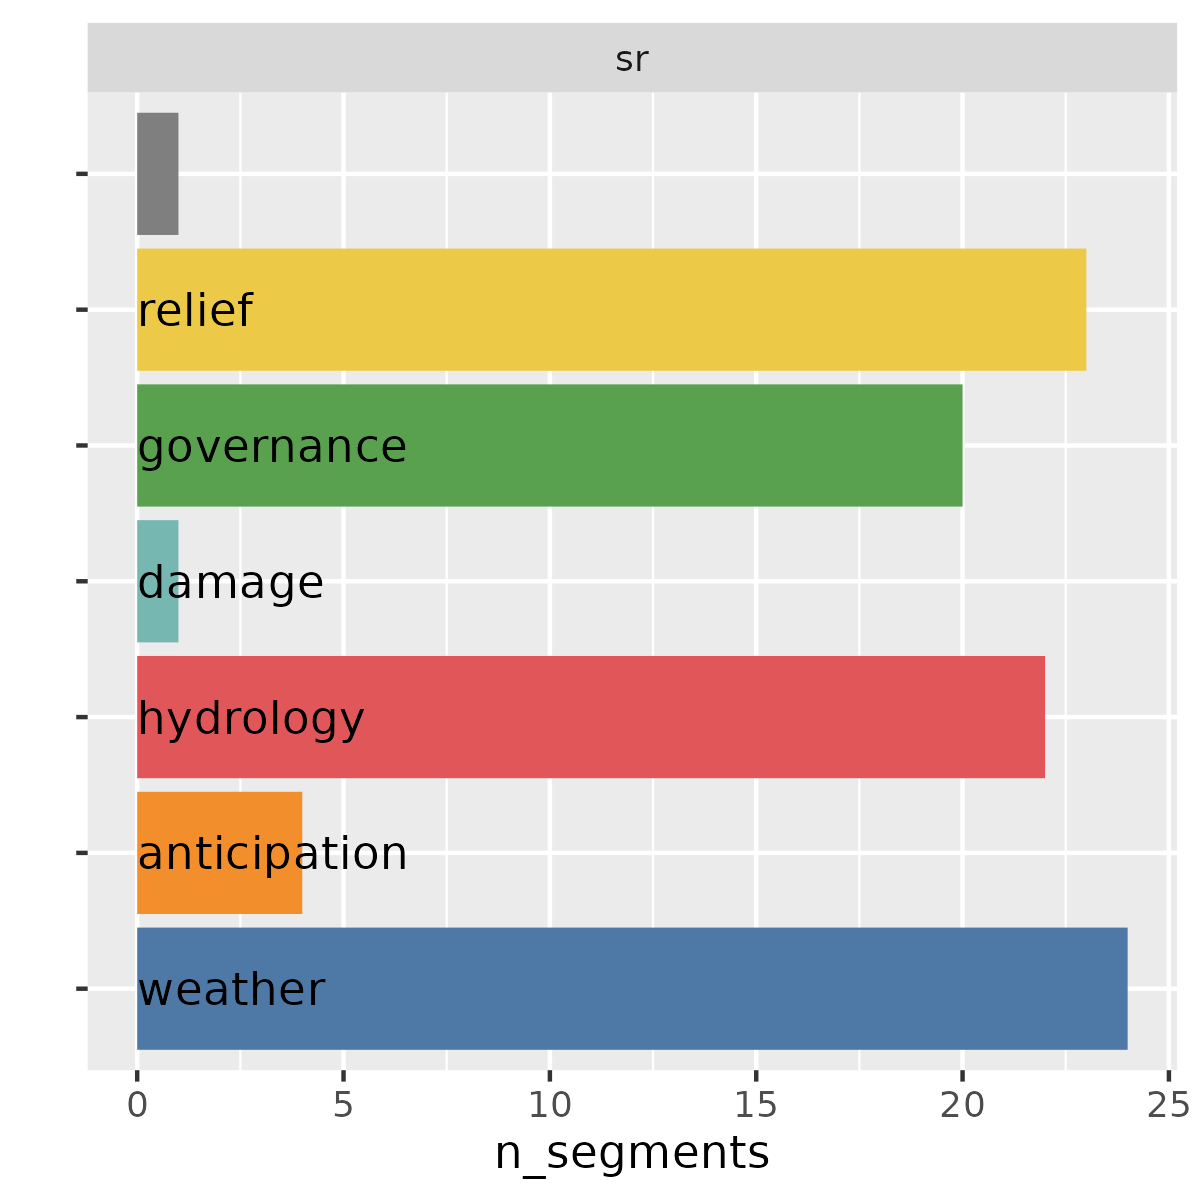 sr
relief
governance
damage
hydrology
anticipation
weather
0 5 10 15 20 25
n_segments